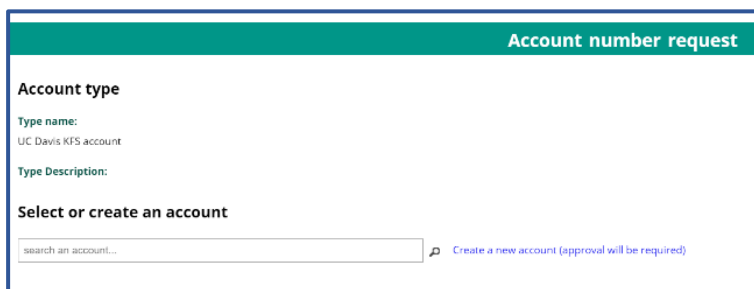 Account number request
Account type
Type name:
UC Davis KFS account
Type Description:
Select or create an account
search an account... Create a new account (approval will be required)